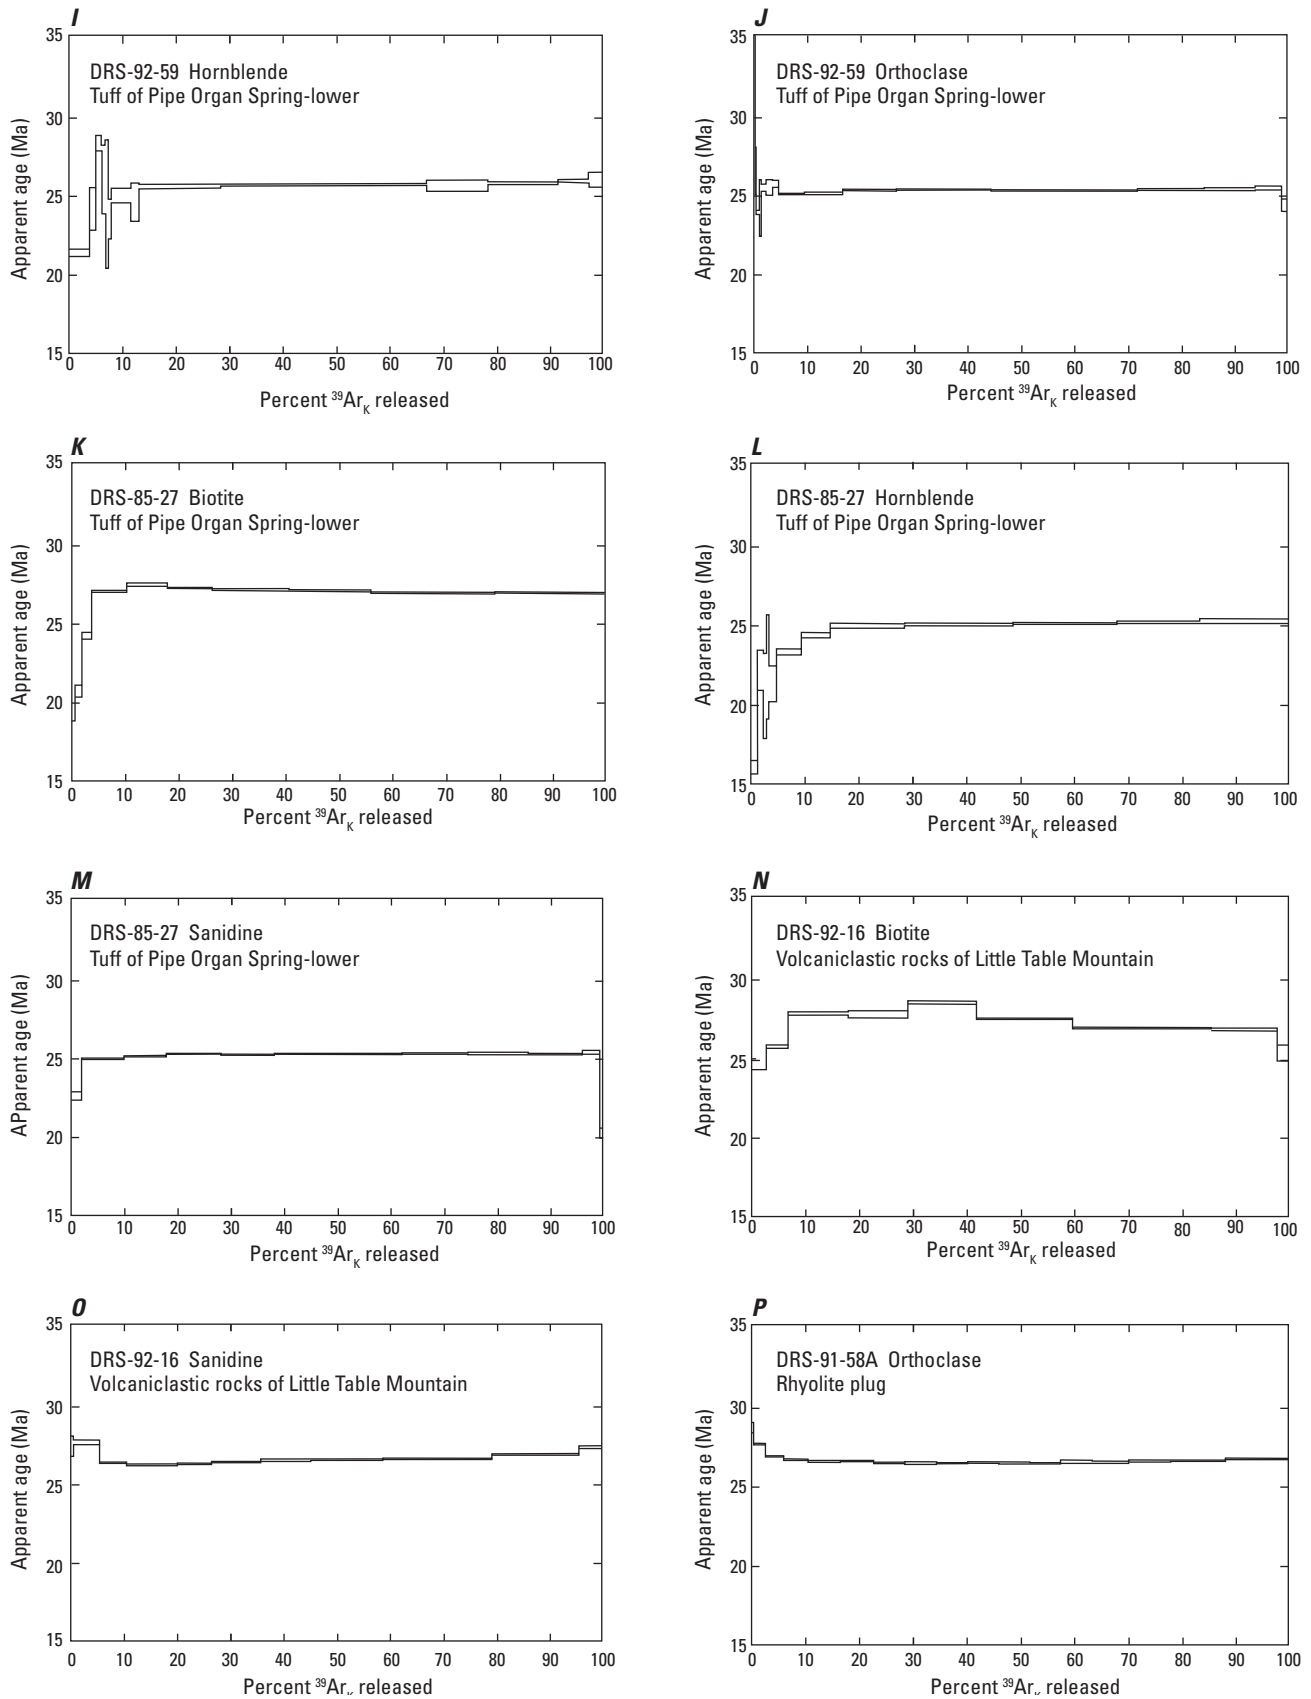 I
DRS-92-59 Hornblende
Tuff of Pipe Organ Spring-lower
Apparent age (Ma)
35
30
25
20
15
0 10 20 30 40 50 60 70 80 90 100
Percent ³⁹Ar_K released
J
DRS-92-59 Orthoclase
Tuff of Pipe Organ Spring-lower
Apparent age (Ma)
35
30
25
20
15
0 10 20 30 40 50 60 70 80 90 100
Percent ³⁹Ar_K released
K
DRS-85-27 Biotite
Tuff of Pipe Organ Spring-lower
Apparent age (Ma)
35
30
25
20
15
0 10 20 30 40 50 60 70 80 90 100
Percent ³⁹Ar_K released
L
DRS-85-27 Hornblende
Tuff of Pipe Organ Spring-lower
Apparent age (Ma)
35
30
25
20
15
0 10 20 30 40 50 60 70 80 90 100
Percent ³⁹Ar_K released
M
DRS-85-27 Sanidine
Tuff of Pipe Organ Spring-lower
APparent age (Ma)
35
30
25
20
15
0 10 20 30 40 50 60 70 80 90 100
Percent ³⁹Ar_K released
N
DRS-92-16 Biotite
Volcaniclastic rocks of Little Table Mountain
Apparent age (Ma)
35
30
25
20
15
0 10 20 30 40 50 60 70 80 90 100
Percent ³⁹Ar_K released
O
DRS-92-16 Sanidine
Volcaniclastic rocks of Little Table Mountain
Apparent age (Ma)
35
30
25
20
15
0 10 20 30 40 50 60 70 80 90 100
Percent ³⁹Ar_K released
P
DRS-91-58A Orthoclase
Rhyolite plug
Apparent age (Ma)
35
30
25
20
15
0 10 20 30 40 50 60 70 80 90 100
Percent ³⁹Ar_K released